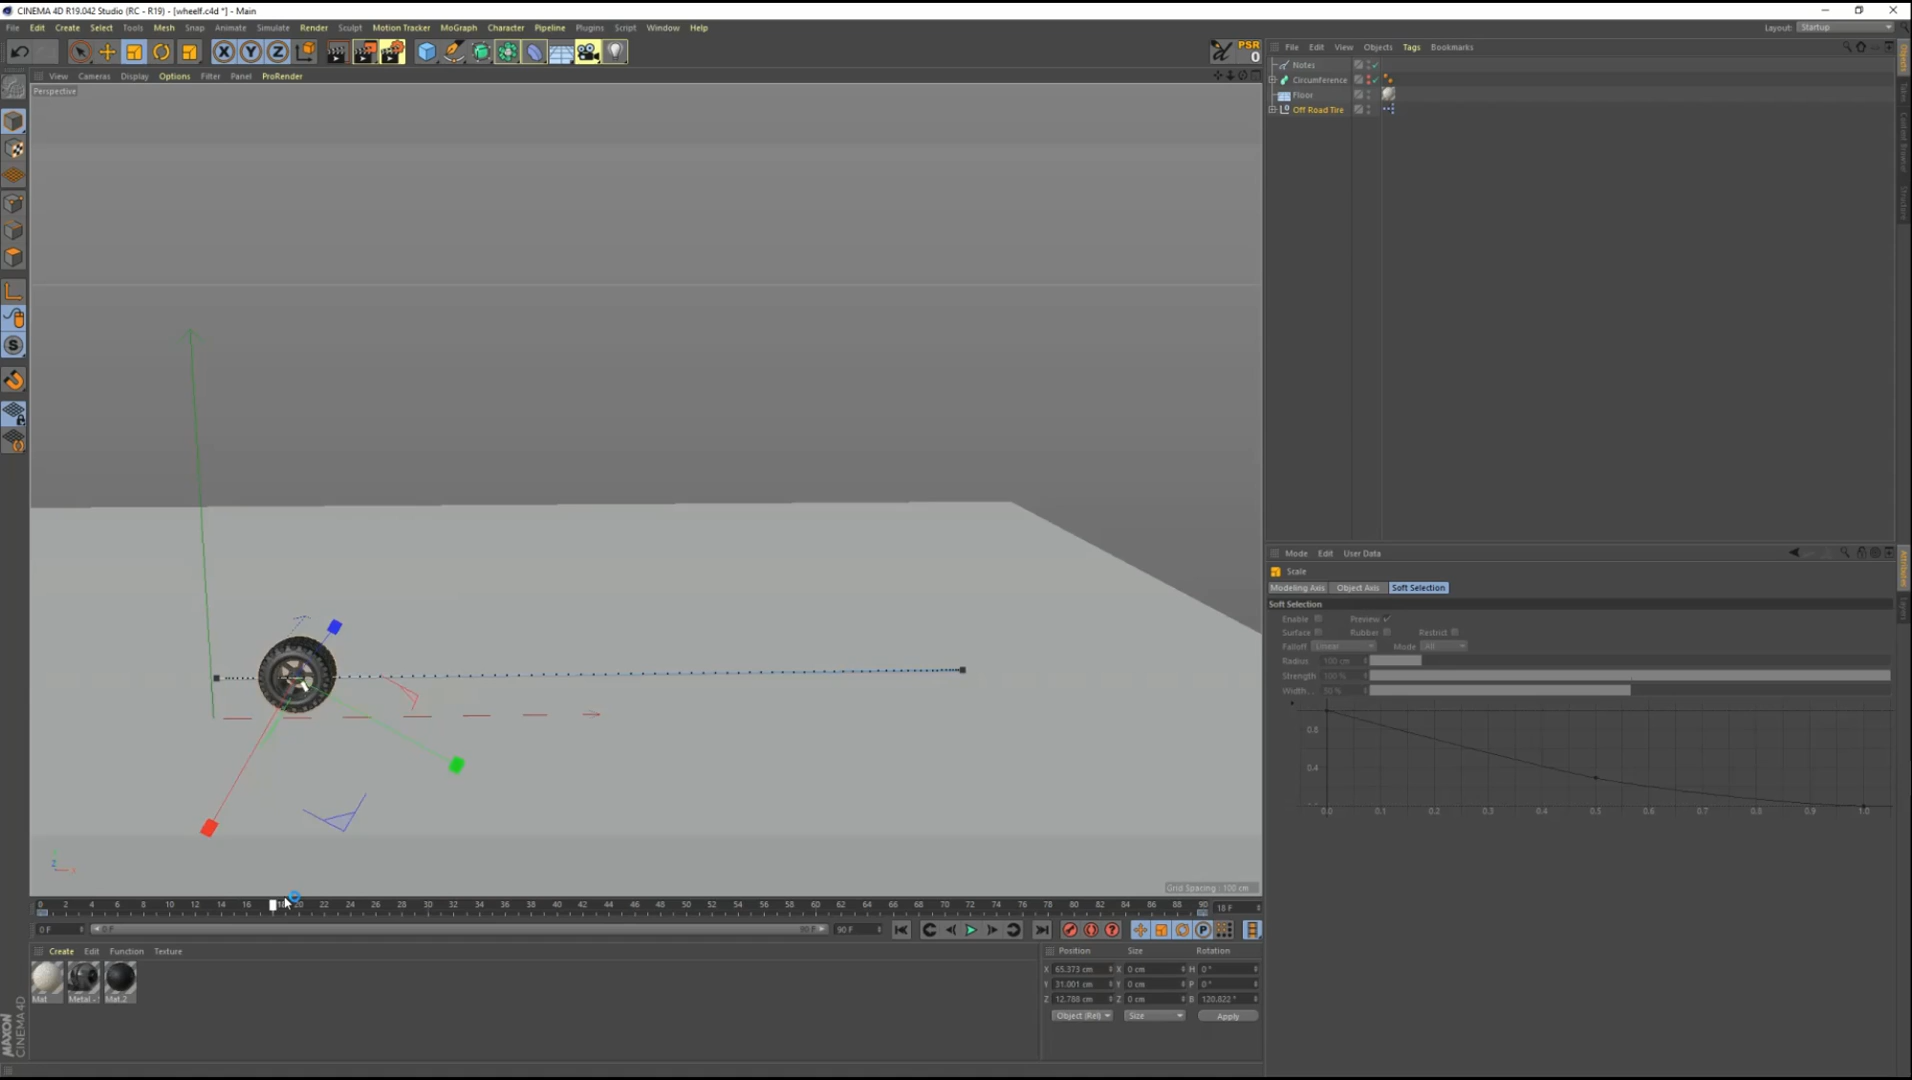 CINEMA 4D R19.042 Studio (RC - R19) - [wheelf.c4d *] - Main
File Edit Create Select Tools Mesh Snap Animate Simulate Render Sculpt Motion Tracker MoGraph Character Pipeline Plugins Script Window Help
Layout: Startup
X Y Z PSR 0
File Edit View Objects Tags Bookmarks
View Cameras Display Options Filter Panel ProRender
Perspective
Notes
Circumference
Floor
Off Road Tire
Objects
Takes
Content Browser
Structure
Mode Edit User Data
Scale
Modeling Axis Object Axis Soft Selection
Soft Selection
Enable Preview
Surface Rubber Restrict
Falloff Linear Mode All
Radius 100 cm
Strength 100 %
Width... 50 %
0.8
0.4
0.0 0.1 0.2 0.3 0.4 0.5 0.6 0.7 0.8 0.9 1.0
Attributes
Layers
Grid Spacing : 100 cm
0 2 4 6 8 10 12 14 16 18 20 22 24 26 28 30 32 34 36 38 40 42 44 46 48 50 52 54 56 58 60 62 64 66 68 70 72 74 76 78 80 82 84 86 88 90 18 F
0 F 0 F 90 F 90 F
Create Edit Function Texture
Mat Metal - Mat.2
Position Size Rotation
X 65.373 cm X 0 cm H 0 °
Y 31.001 cm Y 0 cm P 0 °
Z 12.788 cm Z 0 cm B 120.822 °
Object (Rel) Size Apply
MAXON
CINEMA 4D